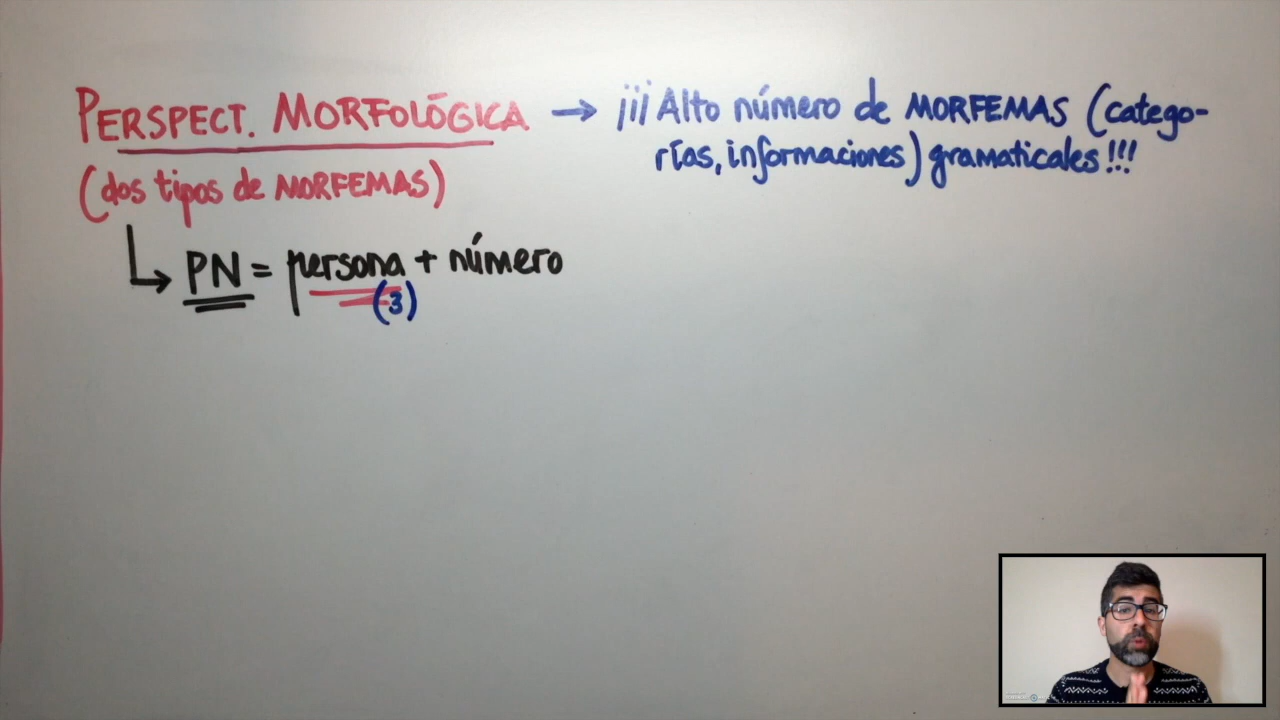 PERSPECT. MORFOLÓGICA → ¡¡¡Alto número de MORFEMAS (catego-
rías, informaciones) gramaticales!!!
(dos tipos de MORFEMAS)
PN = persona + número
(3)